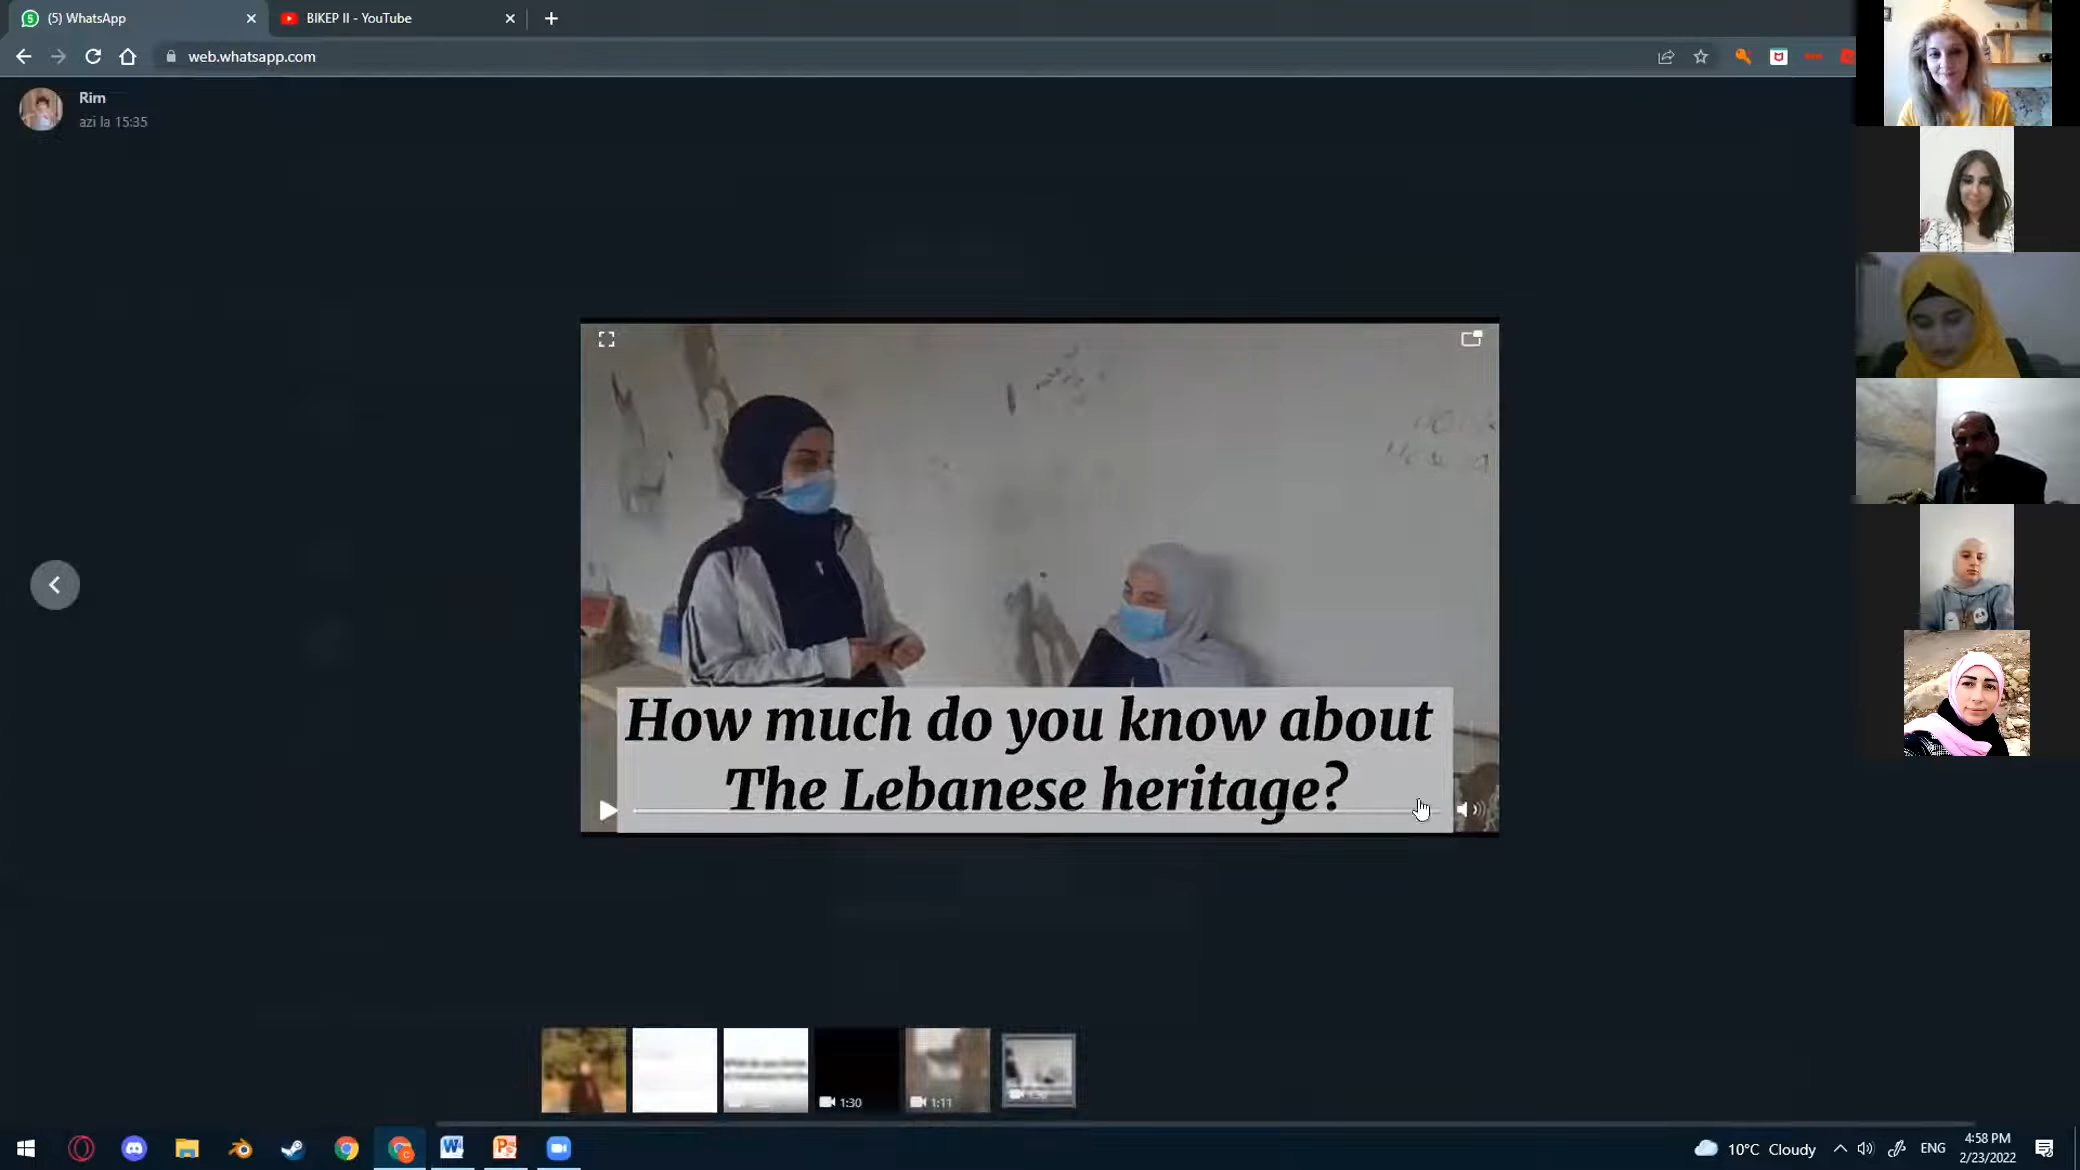 (5) WhatsApp
BIKEP II - YouTube
web.whatsapp.com
Rim
azi la 15:35
How much do you know about
The Lebanese heritage?
1:30
1:11
10°C Cloudy
ENG
4:58 PM
2/23/2022